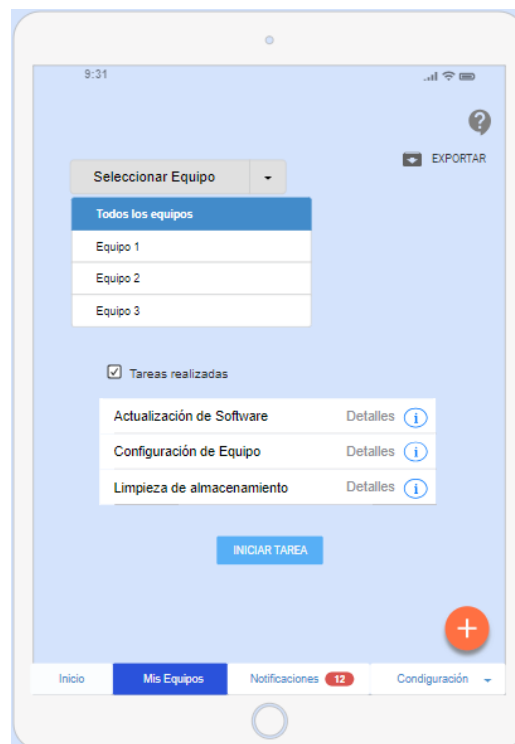 9:31
EXPORTAR
Seleccionar Equipo
Todos los equipos
Equipo 1
Equipo 2
Equipo 3
Tareas realizadas
Actualización de Software Detalles i
Configuración de Equipo Detalles i
Limpieza de almacenamiento Detalles i
INICIAR TAREA
Inicio Mis Equipos Notificaciones 12 Condiguración